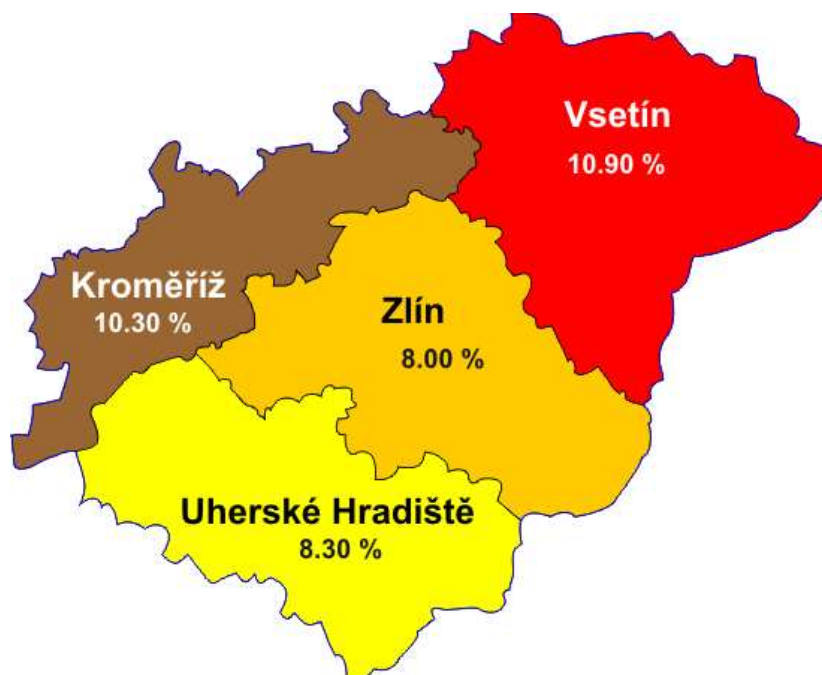 Vsetín
10.90 %
Kroměříž
10.30 %
Zlín
8.00 %
Uherské Hradiště
8.30 %